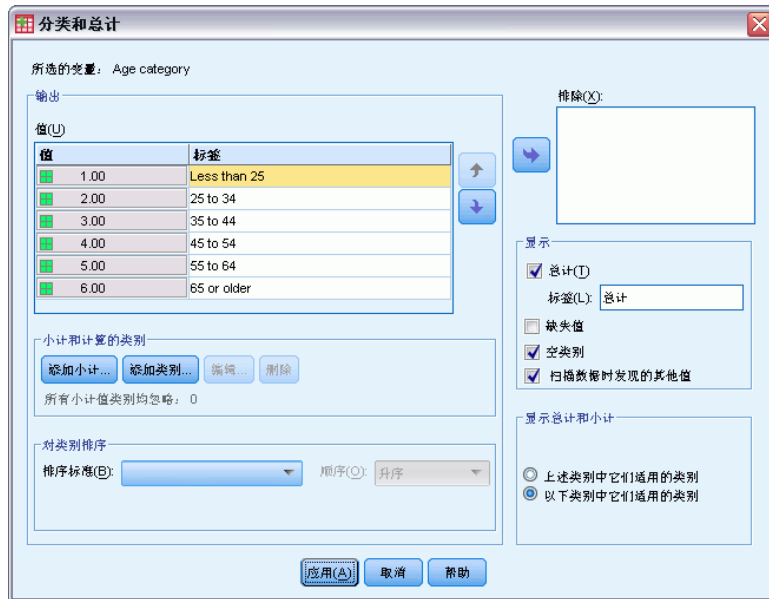 分类和总计
所选的变量： Age category
输出
值(U)
值 标签
1.00 Less than 25
2.00 25 to 34
3.00 35 to 44
4.00 45 to 54
5.00 55 to 64
6.00 65 or older
小计和计算的类别
添加小计... 添加类别... 编辑... 删除
所有小计值类别均忽略： 0
对类别排序
排序标准(B): 顺序(O): 升序
排除(X):
显示
总计(T)
标签(L): 总计
缺失值
空类别
扫描数据时发现的其他值
显示总计和小计
上述类别中它们适用的类别
以下类别中它们适用的类别
应用(A) 取消 帮助